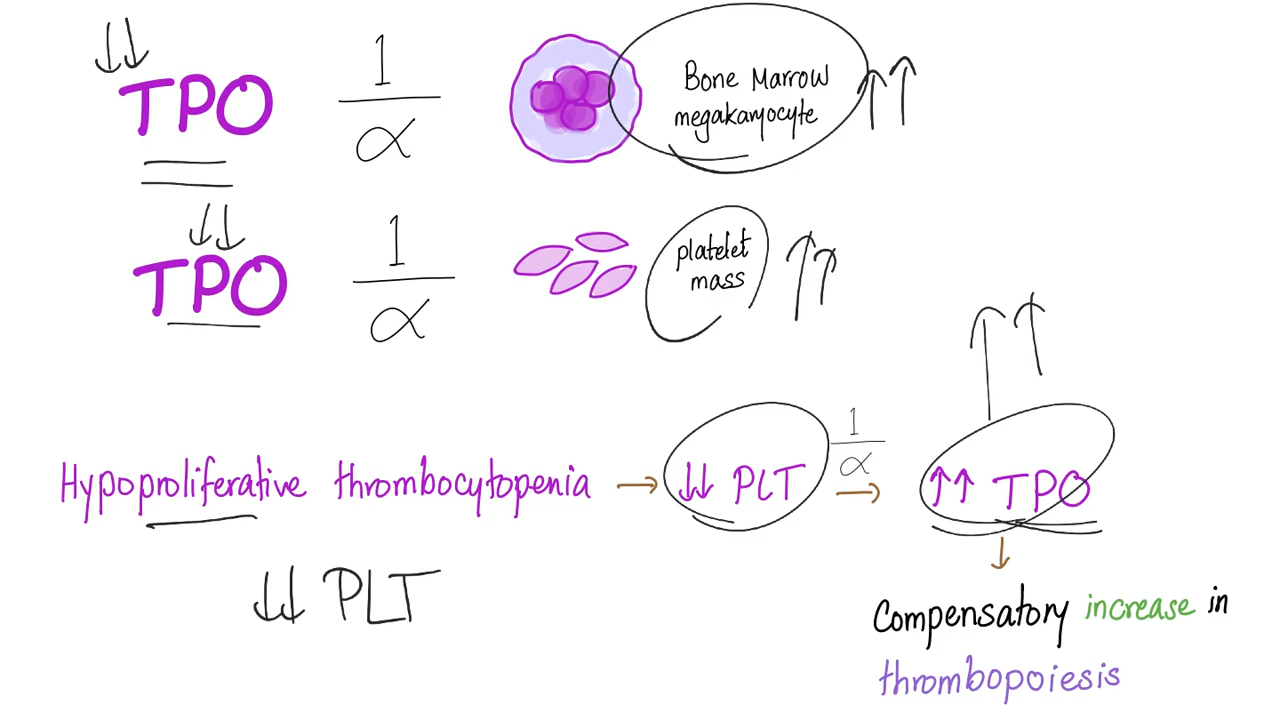 ↓↓
TPO 1/α Bone Marrow ↑↑
megakaryocyte
↓↓
TPO 1/α platelet ↑↑
mass
↑↑
Hypoproliferative thrombocytopenia → ↓↓ PLT 1/α → ↑↑ TPO
↓
↓↓ PLT
Compensatory increase in
thrombopoiesis